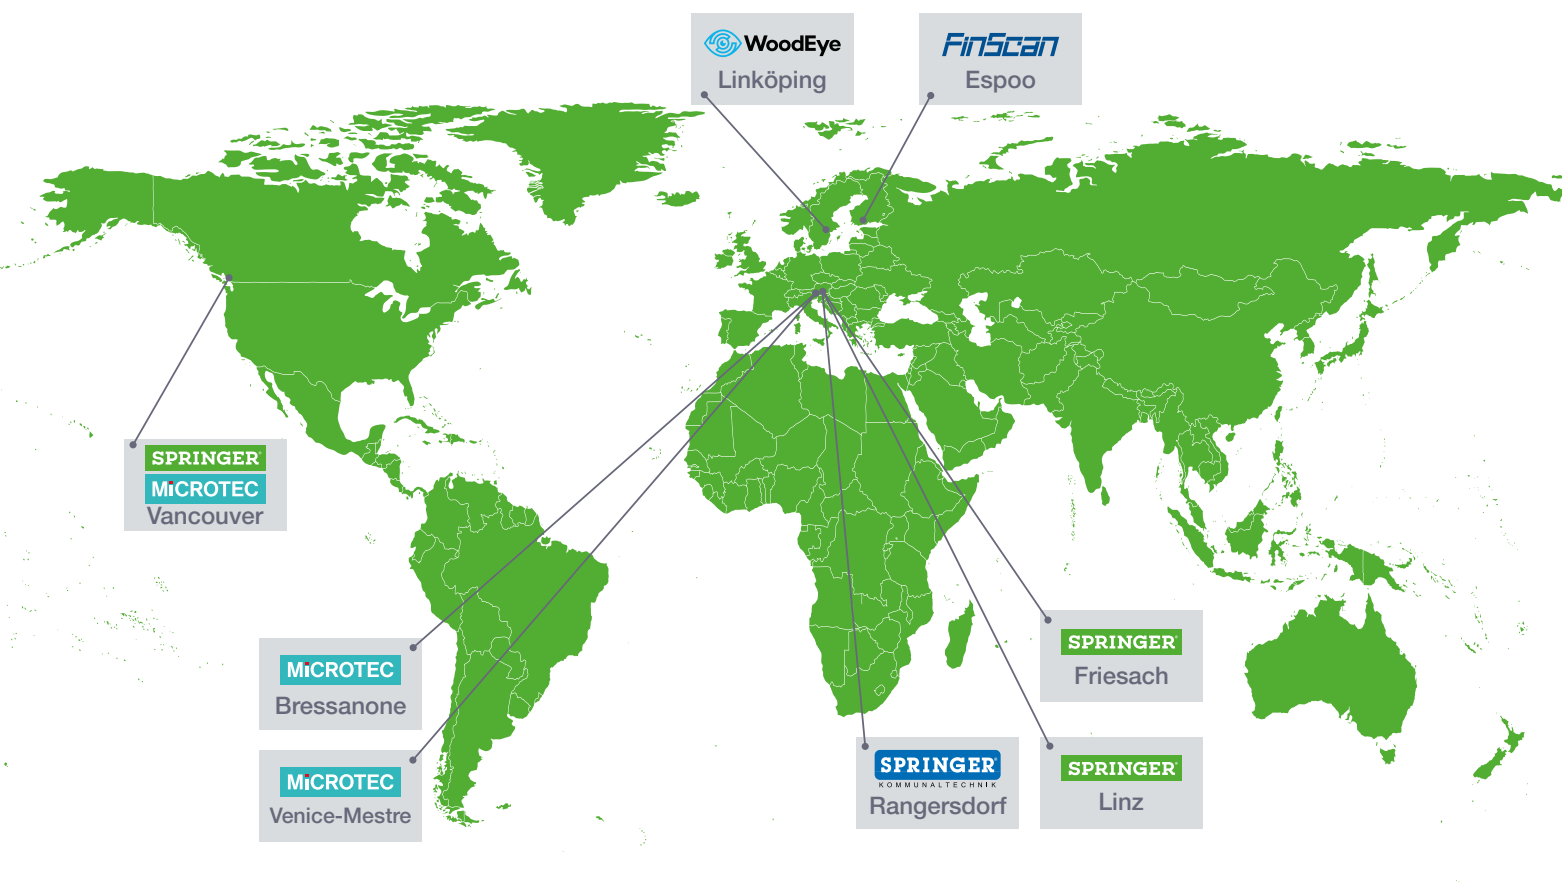 WoodEye
Linköping
FinScan
Espoo
SPRINGER
MiCROTEC
Vancouver
MiCROTEC
Bressanone
MiCROTEC
Venice-Mestre
SPRINGER
KOMMUNALTECHNIK
Rangersdorf
SPRINGER
Friesach
SPRINGER
Linz